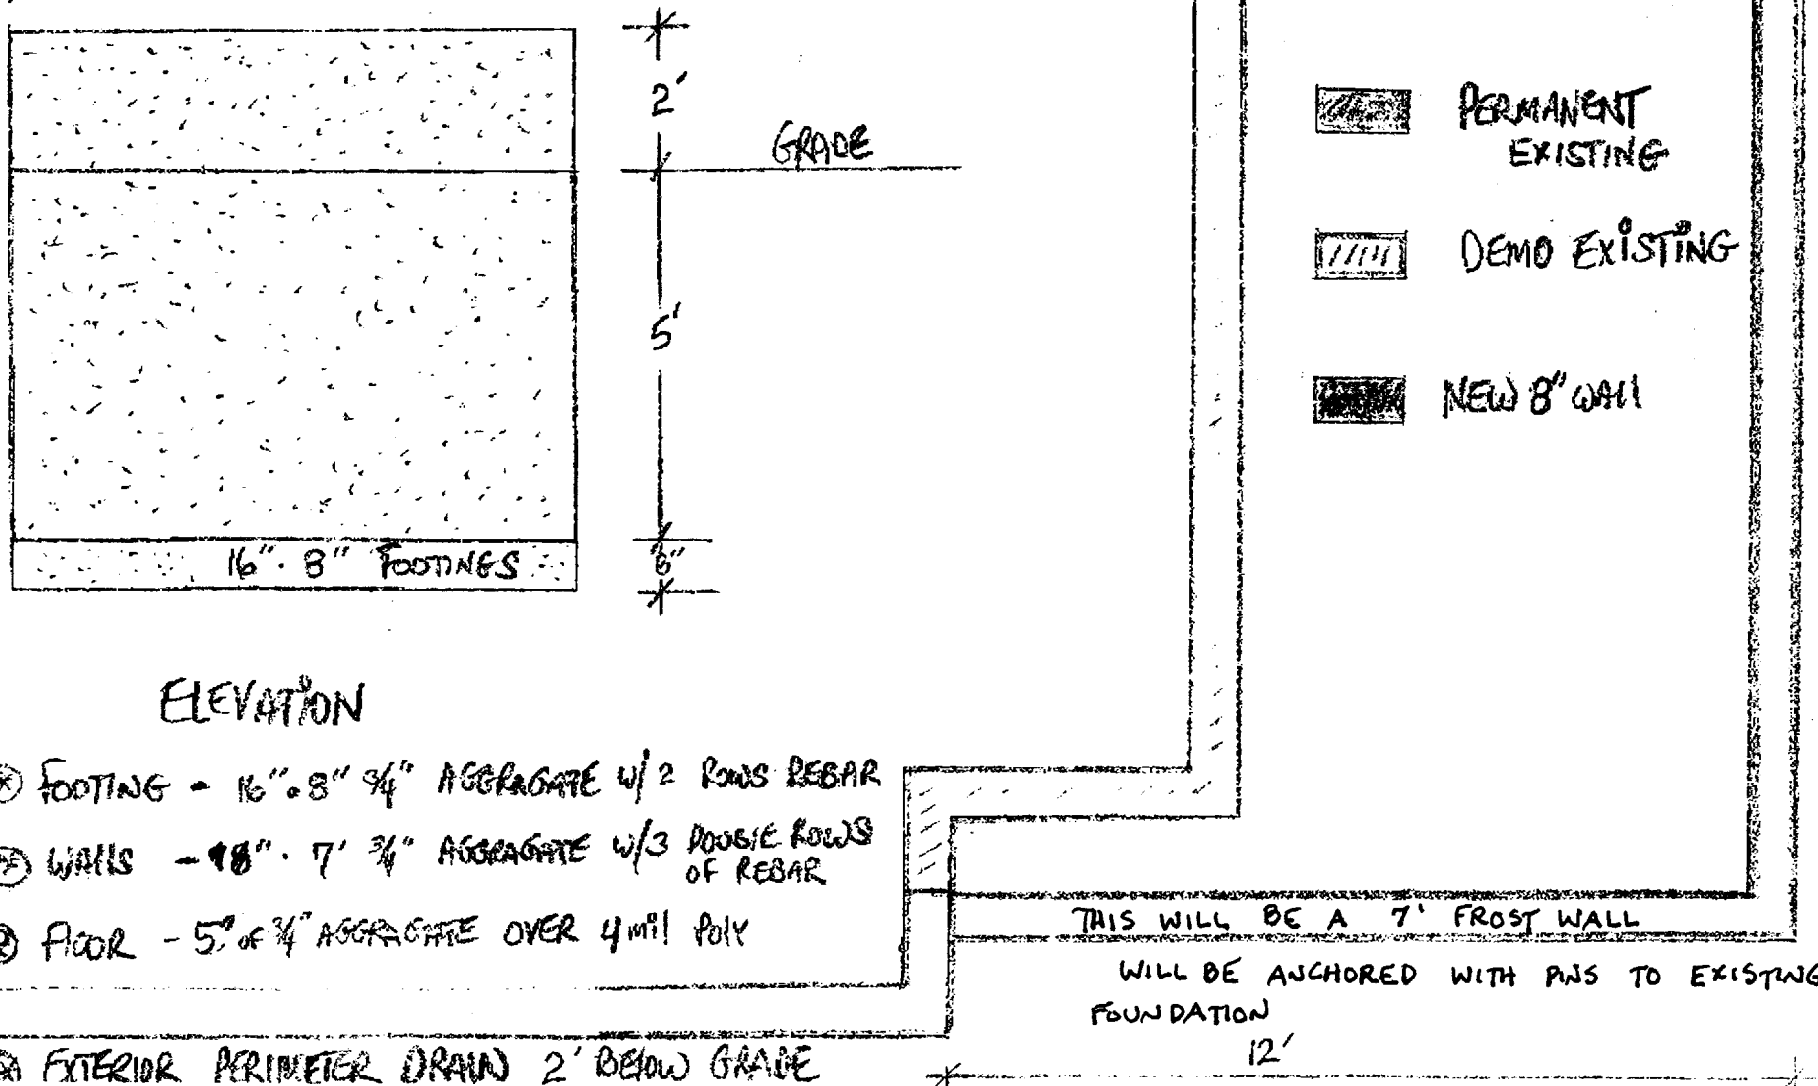 2'
GRADE
5'
16" · 8" FOOTINGS
8"
PERMANENT
EXISTING
DEMO EXISTING
NEW 8" WAll
ELEVATION
FOOTING - 16" · 8" 3/4" AGGRAGATE W/2 ROWS REBAR
WAllS - 8" · 7' 3/4" AGGRAGATE W/3 DOUBlE ROWS
OF REBAR
FlOOR - 5" OF 3/4" AGGRAGATE OVER 4 mil Poly
EXTERIOR PERIMETER DRAIN 2' BElOW GRADE
THIS WILL BE A 7' FROST WALL
WILL BE ANCHORED WITH PINS TO EXISTING
FOUNDATION
12'